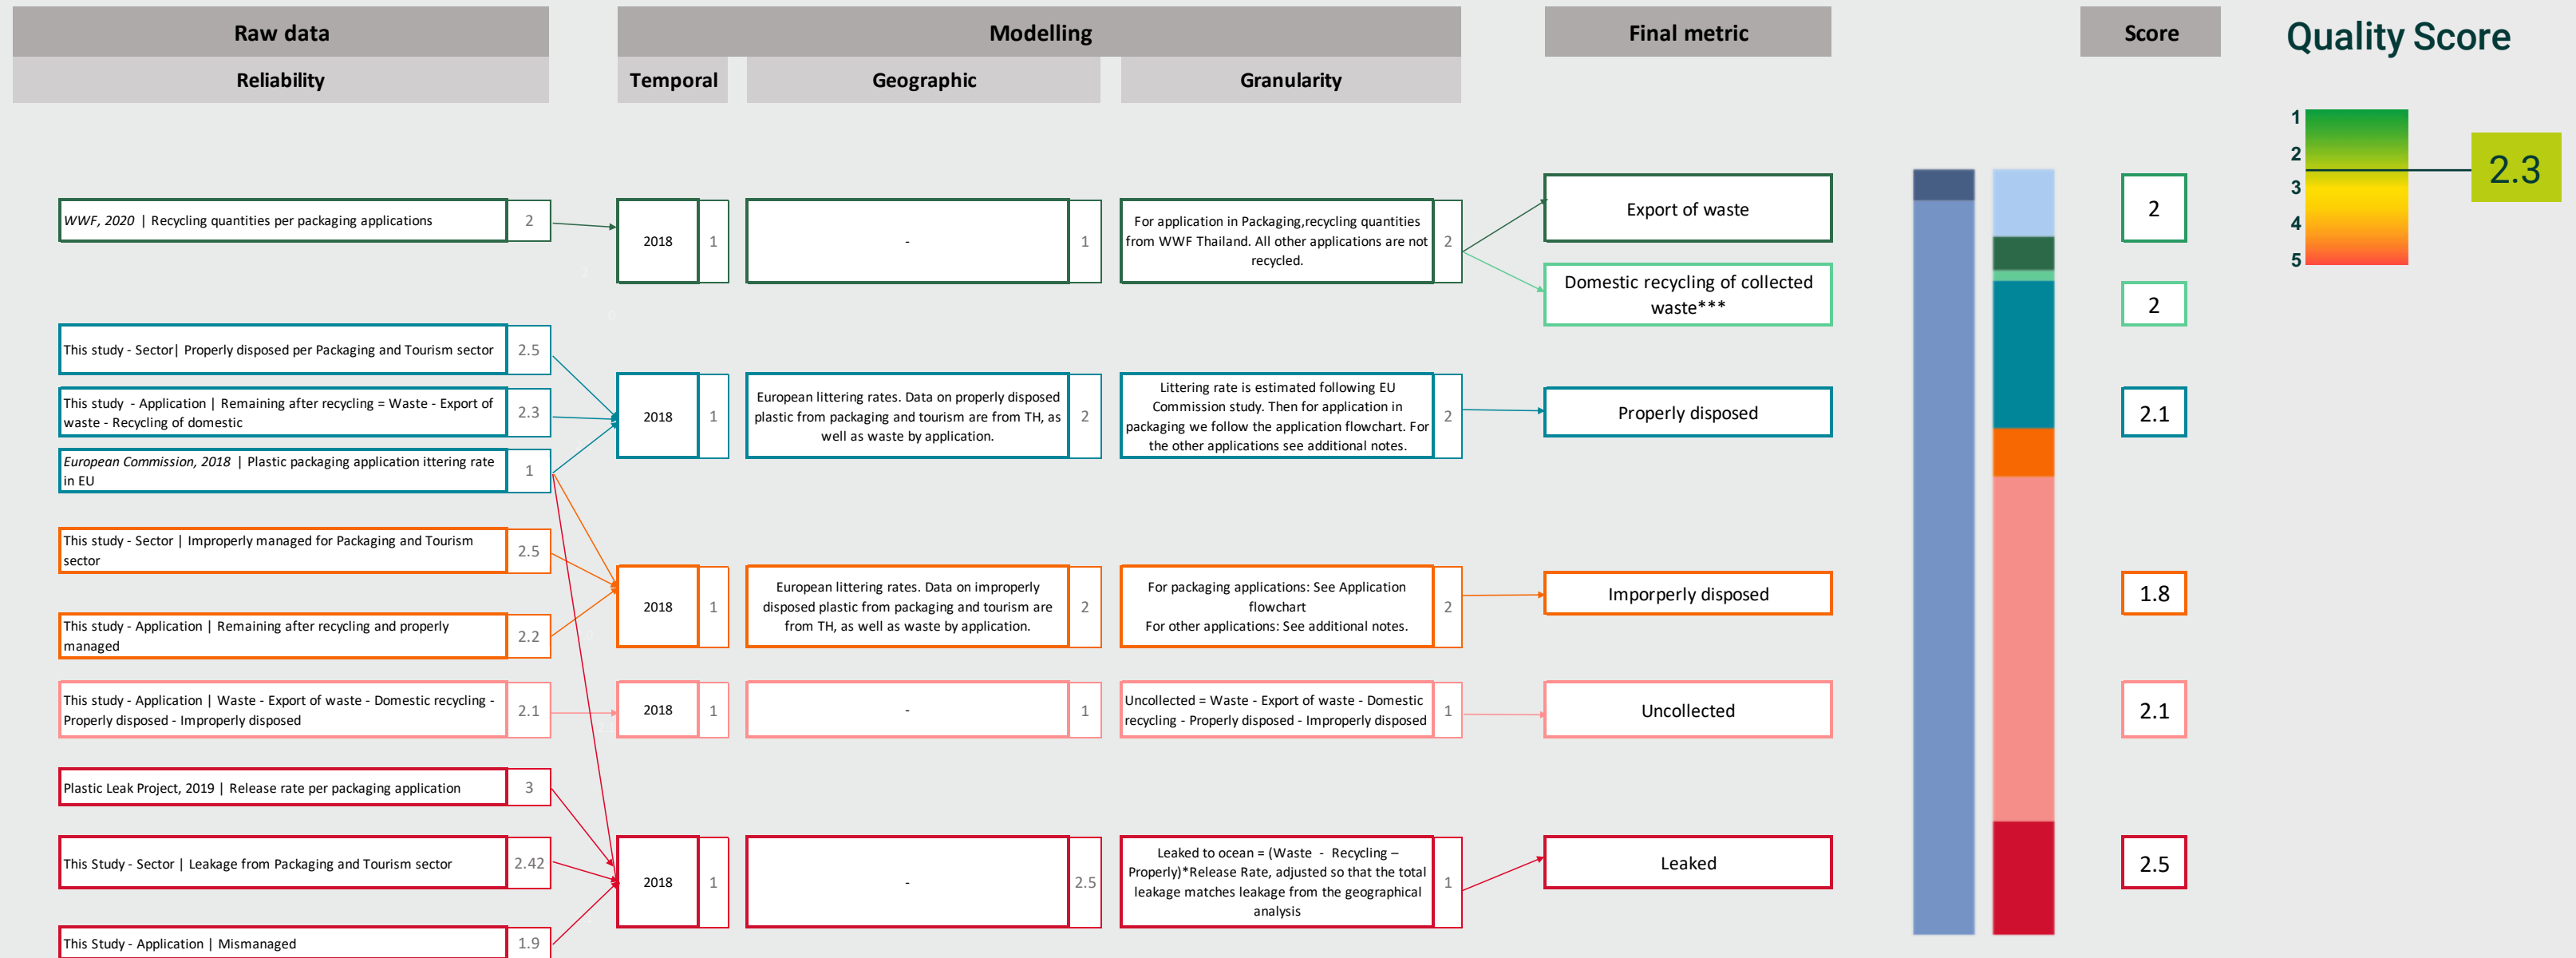 Raw data
Modelling
Final metric
Score
Quality Score
Reliability
Temporal
Geographic
Granularity
1
2
3
4
5
2.3
WWF, 2020 | Recycling quantities per packaging applications
2
2018
1
-
1
For application in Packaging,recycling quantities
from WWF Thailand. All other applications are not
recycled.
2
Export of waste
2
Domestic recycling of collected
waste***
2
This study - Sector| Properly disposed per Packaging and Tourism sector
2.5
This study - Application | Remaining after recycling = Waste - Export of
waste - Recycling of domestic
2.3
European Commission, 2018 | Plastic packaging application ittering rate
in EU
1
2018
1
European littering rates. Data on properly disposed
plastic from packaging and tourism are from TH, as
well as waste by application.
2
Littering rate is estimated following EU
Commission study. Then for application in
packaging we follow the application flowchart. For
the other applications see additional notes.
2
Properly disposed
2.1
This study - Sector | Improperly managed for Packaging and Tourism
sector
2.5
This study - Application | Remaining after recycling and properly
managed
2.2
2018
1
European littering rates. Data on improperly
disposed plastic from packaging and tourism are
from TH, as well as waste by application.
2
For packaging applications: See Application
flowchart
For other applications: See additional notes.
2
Imporperly disposed
1.8
This study - Application | Waste - Export of waste - Domestic recycling -
Properly disposed - Improperly disposed
2.1
2018
1
-
1
Uncollected = Waste - Export of waste - Domestic
recycling - Properly disposed - Improperly disposed
1
Uncollected
2.1
Plastic Leak Project, 2019 | Release rate per packaging application
3
This Study - Sector | Leakage from Packaging and Tourism sector
2.42
This Study - Application | Mismanaged
1.9
2018
1
-
2.5
Leaked to ocean = (Waste - Recycling –
Properly)*Release Rate, adjusted so that the total
leakage matches leakage from the geographical
analysis
1
Leaked
2.5